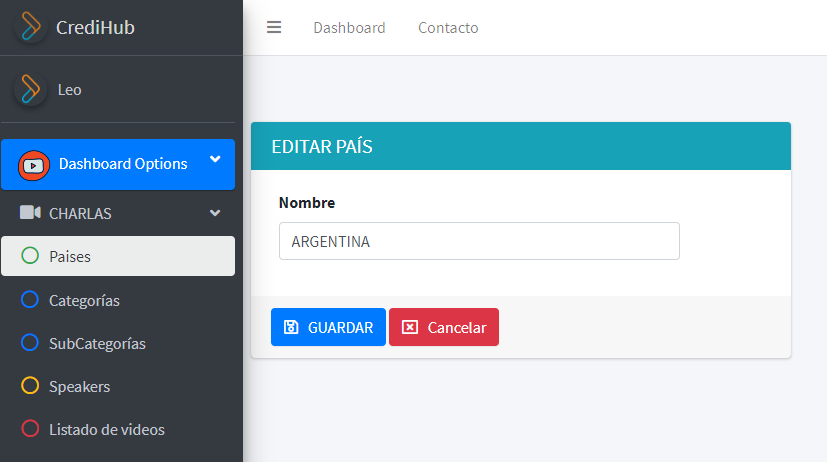 CrediHub
Dashboard Contacto
Leo
Dashboard Options
CHARLAS
Paises
Categorías
SubCategorías
Speakers
Listado de videos
EDITAR PAÍS
Nombre
ARGENTINA
GUARDAR Cancelar